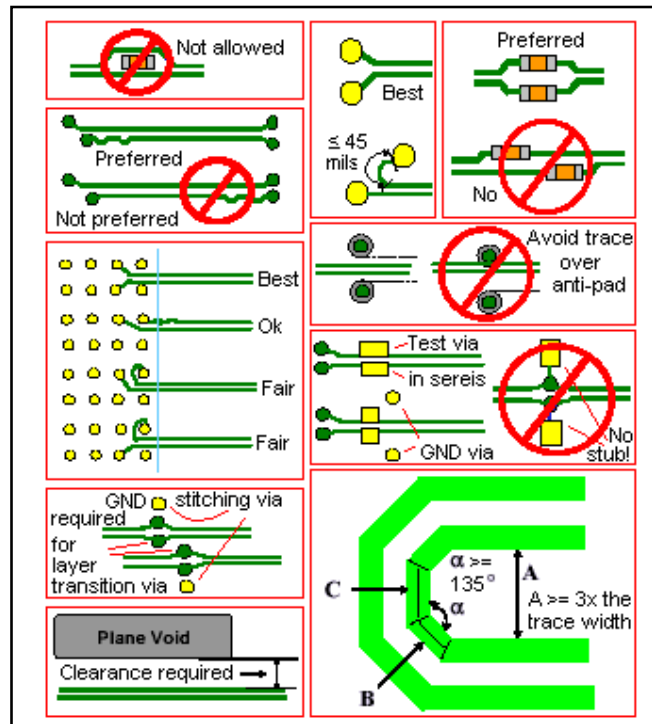 Not allowed
Preferred
Not preferred
Best
≤ 45
mils
Preferred
No
Best
Ok
Fair
Fair
Avoid trace
over
anti-pad
Test via
in sereis
GND via
No
stub!
GND stitching via
required
for
layer
transition via
Plane Void
Clearance required
C
α >=
135°
α
A
A >= 3x the
trace width
B